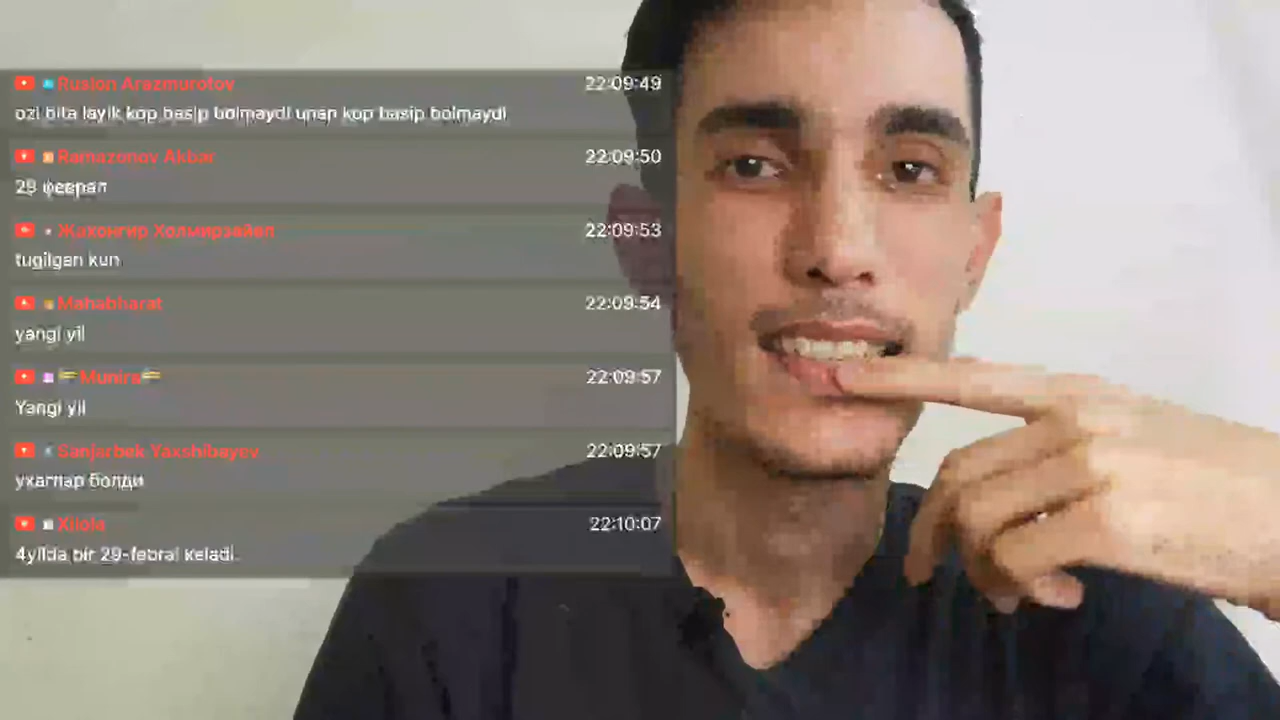 Ruslon Arazmurotov 22:09:49
ozi bita layik kop basip bolmaydi unan kop basip bolmaydi
Ramazonov Akbar 22:09:50
29 феврал
Жахонгир 22:09:53
tugilgan kun
Mahabharat 22:09:54
yangi yil
Munira 22:09:57
Yangi yil
Sanjarbek Yaxshibayev 22:09:57
ухаглар болди
Xilola 22:10:07
4yilda bir 29-febral keladi.